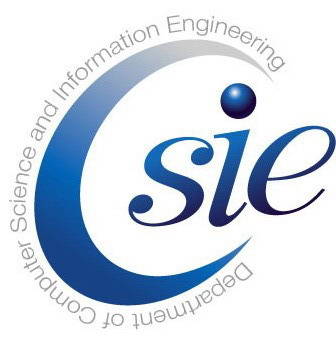 Department of Computer Science and Information Engineering
Csie